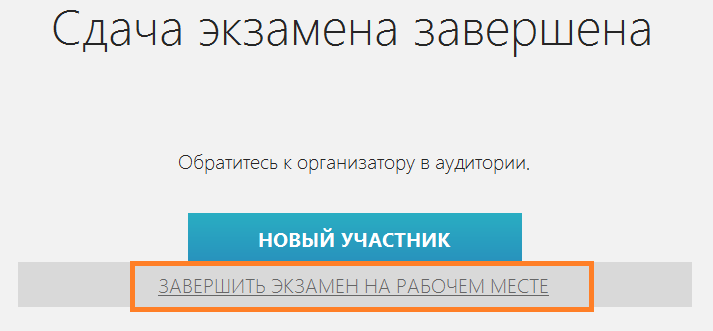 Сдача экзамена завершена
Обратитесь к организатору в аудитории.
НОВЫЙ УЧАСТНИК
ЗАВЕРШИТЬ ЭКЗАМЕН НА РАБОЧЕМ МЕСТЕ